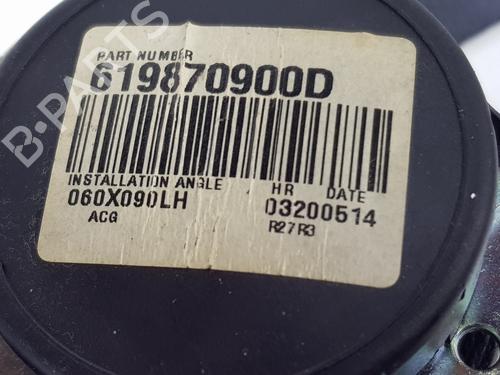 PART NUMBER
619870900D
INSTALLATION ANGLE HR DATE
060X090LH 03200514
ACG R27R3
B-PARTS